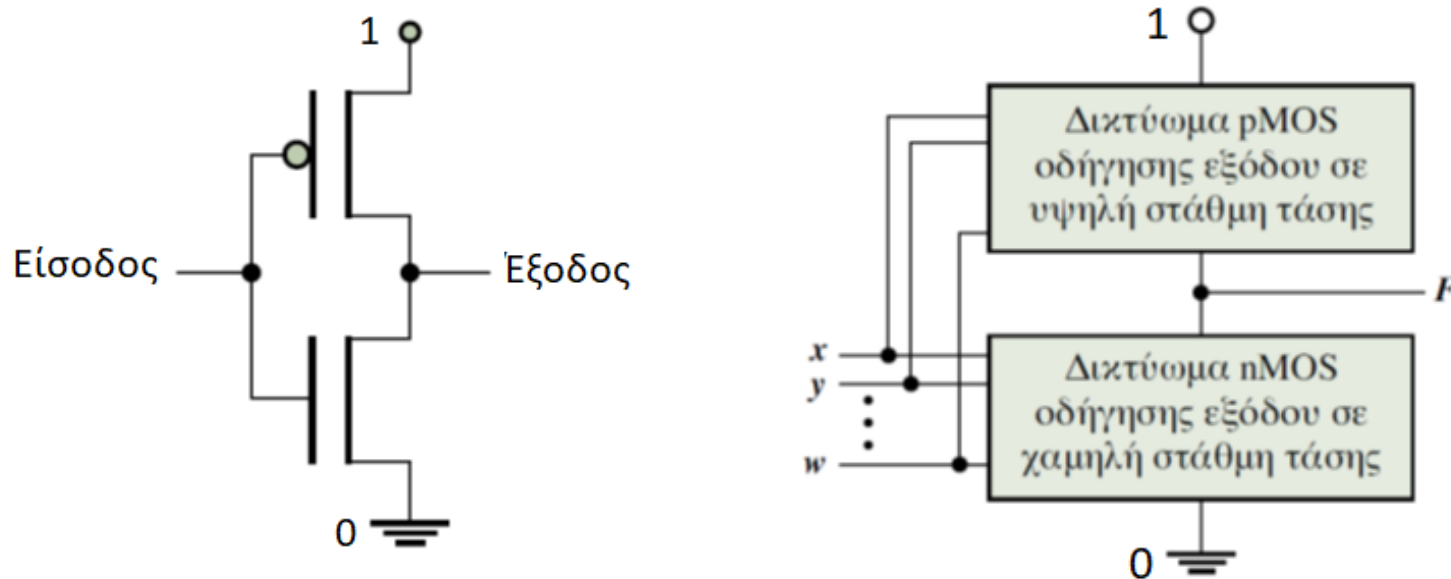 1
Είσοδος
Έξοδος
0
1
Δικτύωμα pMOS
οδήγησης εξόδου σε
υψηλή στάθμη τάσης
F
x
y
w
Δικτύωμα nMOS
οδήγησης εξόδου σε
χαμηλή στάθμη τάσης
0